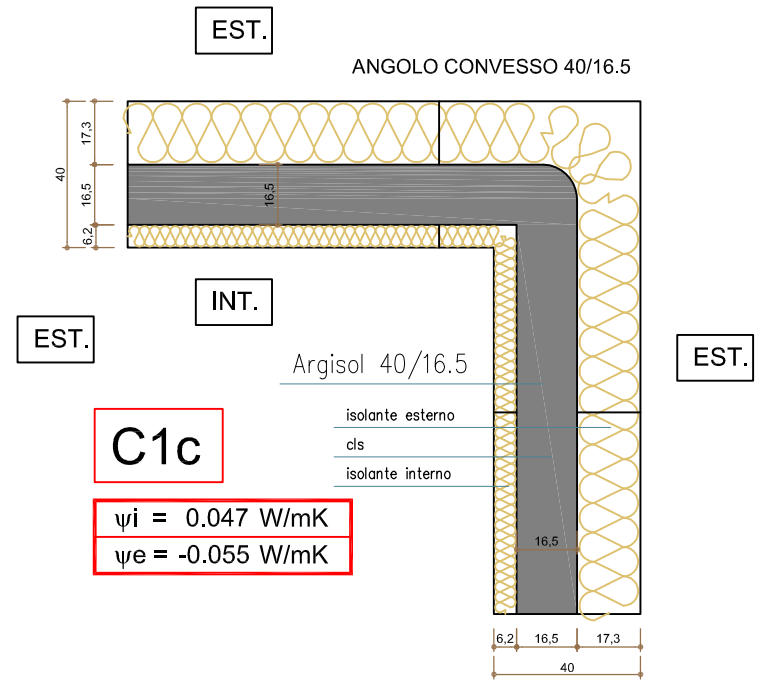 EST.
ANGOLO CONVESSO 40/16.5
17,3
40
16,5
16,5
6,2
INT.
EST.
EST.
Argisol 40/16.5
isolante esterno
cls
isolante interno
C1c
ψi = 0.047 W/mK
ψe = -0.055 W/mK
16,5
6,2 16,5 17,3
40